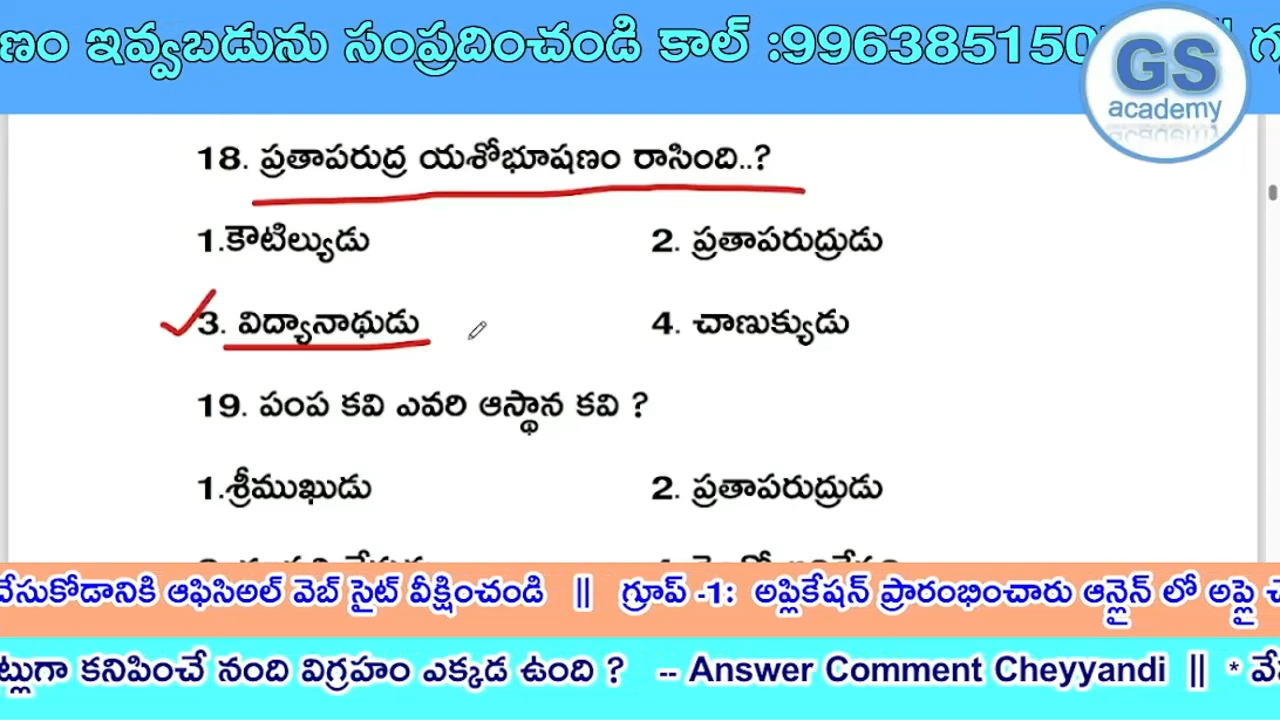 ణం ఇవ్వబడును సంప్రదించండి కాల్ :996385150
GS
academy
18. ప్రతాపరుద్ర యశోభూషణం రాసింది..?
1.కౌటిల్యుడు 2. ప్రతాపరుద్రుడు
3. విద్యానాథుడు 4. చాణుక్యుడు
19. పంప కవి ఎవరి ఆస్థాన కవి ?
1.శ్రీముఖుడు 2. ప్రతాపరుద్రుడు
వేసుకోడానికి ఆఫిసిఅల్ వెబ్ సైట్ వీక్షించండి || గ్రూప్ -1: అప్లికేషన్ ప్రారంభించారు ఆన్లైన్ లో అప్లై
ట్లుగా కనిపించే నంది విగ్రహం ఎక్కడ ఉంది ? -- Answer Comment Cheyyandi || *